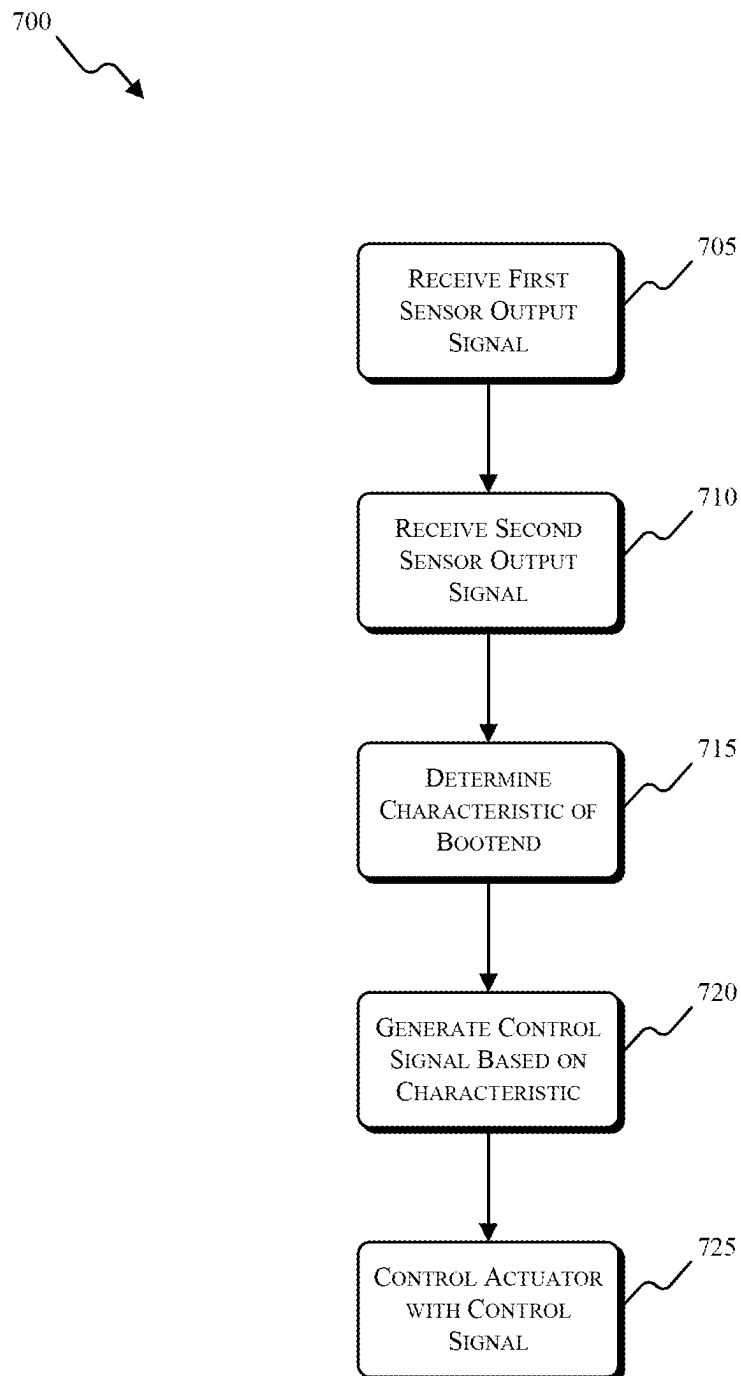 700
705
RECEIVE FIRST
SENSOR OUTPUT
SIGNAL
710
RECEIVE SECOND
SENSOR OUTPUT
SIGNAL
715
DETERMINE
CHARACTERISTIC OF
BOOTEND
720
GENERATE CONTROL
SIGNAL BASED ON
CHARACTERISTIC
725
CONTROL ACTUATOR
WITH CONTROL
SIGNAL